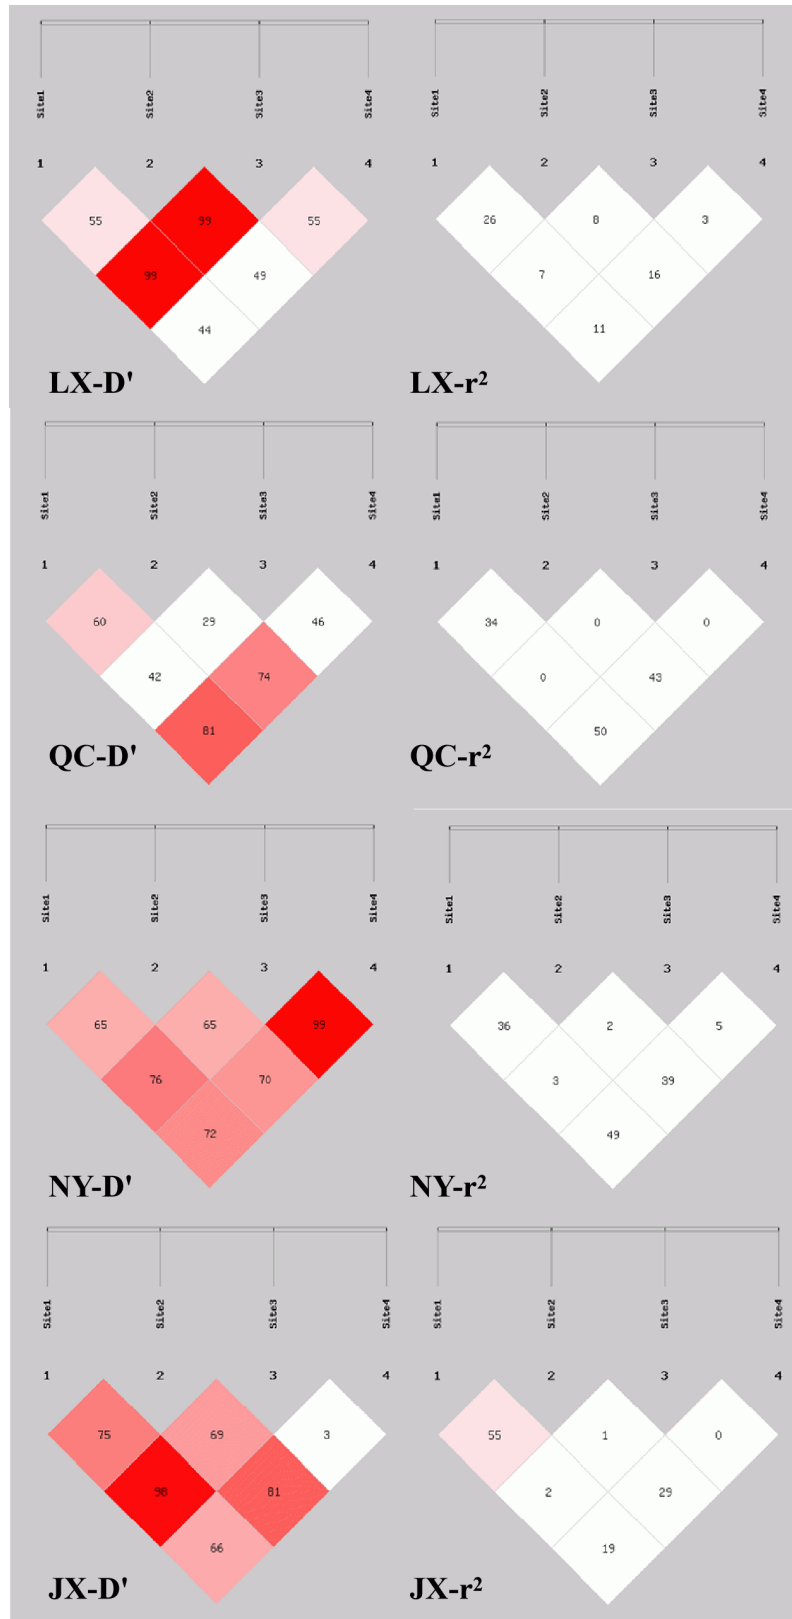 Site1 Site2 Site3 Site4 Site1 Site2 Site3 Site4
1 2 3 4 1 2 3 4
55 99 55 26 8 3
99 49 7 16
44 11
LX-D' LX-r²
Site1 Site2 Site3 Site4 Site1 Site2 Site3 Site4
1 2 3 4 1 2 3 4
60 29 46 34 0 0
42 74 0 43
81 50
QC-D' QC-r²
Site1 Site2 Site3 Site4 Site1 Site2 Site3 Site4
1 2 3 4 1 2 3 4
65 65 99 36 2 5
76 70 3 39
72 49
NY-D' NY-r²
Site1 Site2 Site3 Site4 Site1 Site2 Site3 Site4
1 2 3 4 1 2 3 4
75 69 3 55 1 0
98 81 2 29
66 19
JX-D' JX-r²